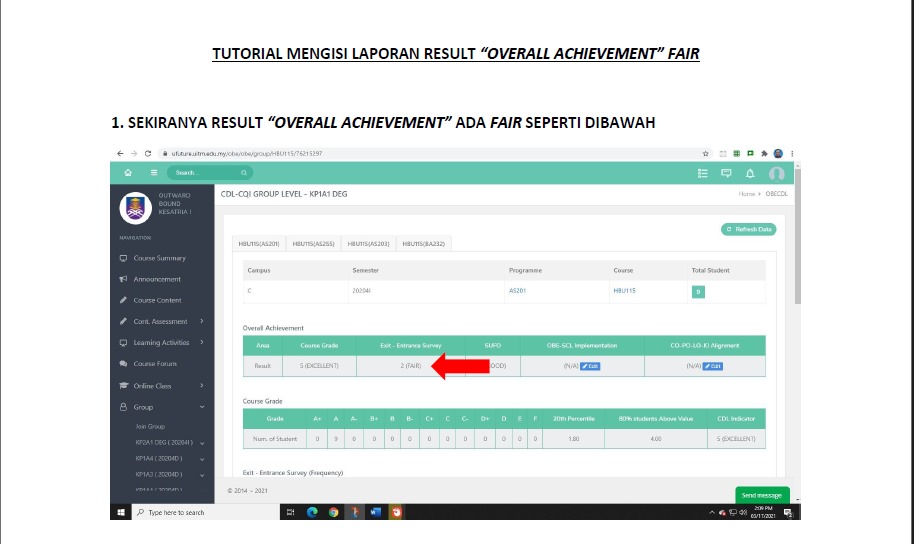 TUTORIAL MENGISI LAPORAN RESULT “OVERALL ACHIEVEMENT” FAIR
1. SEKIRANYA RESULT “OVERALL ACHIEVEMENT” ADA FAIR SEPERTI DIBAWAH
ufuture.uitm.edu.my/obe/obe/group/HBU115/76215297
Search...
OUTWARD BOUND KESATRIA I
CDL-CQI GROUP LEVEL - KP1A1 DEG
Home > OBECDL
NAVIGATION
Course Summary
Announcement
Course Content
Cont. Assessment
Learning Activities
Course Forum
Online Class
Group
Join Group
KP2A1 DEG ( 20204I )
KP1A4 ( 20204D )
KP1A3 ( 20204D )
Refresh Data
HBU115(AS201) HBU115(AS255) HBU115(AS203) HBU115(BA232)
Campus Semester Programme Course Total Student
C 20204I AS201 HBU115 9
Overall Achievement
Area Course Grade Exit - Entrance Survey SUFO OBE-SCL Implementation CO-PO-LO-KI Alignment
Result 5 (EXCELLENT) 2 (FAIR) OOD) (N/A) Edit (N/A) Edit
Course Grade
Grade A+ A A- B+ B B- C+ C C- D+ D E F 20th Percentile 80% students Above Value CDL Indicator
Num. of Student 0 9 0 0 0 0 0 0 0 0 0 0 0 1.80 4.00 5 (EXCELLENT)
Exit - Entrance Survey (Frequency)
© 2014 - 2021
Send message
Type here to search
2:09 PM
03/17/2021